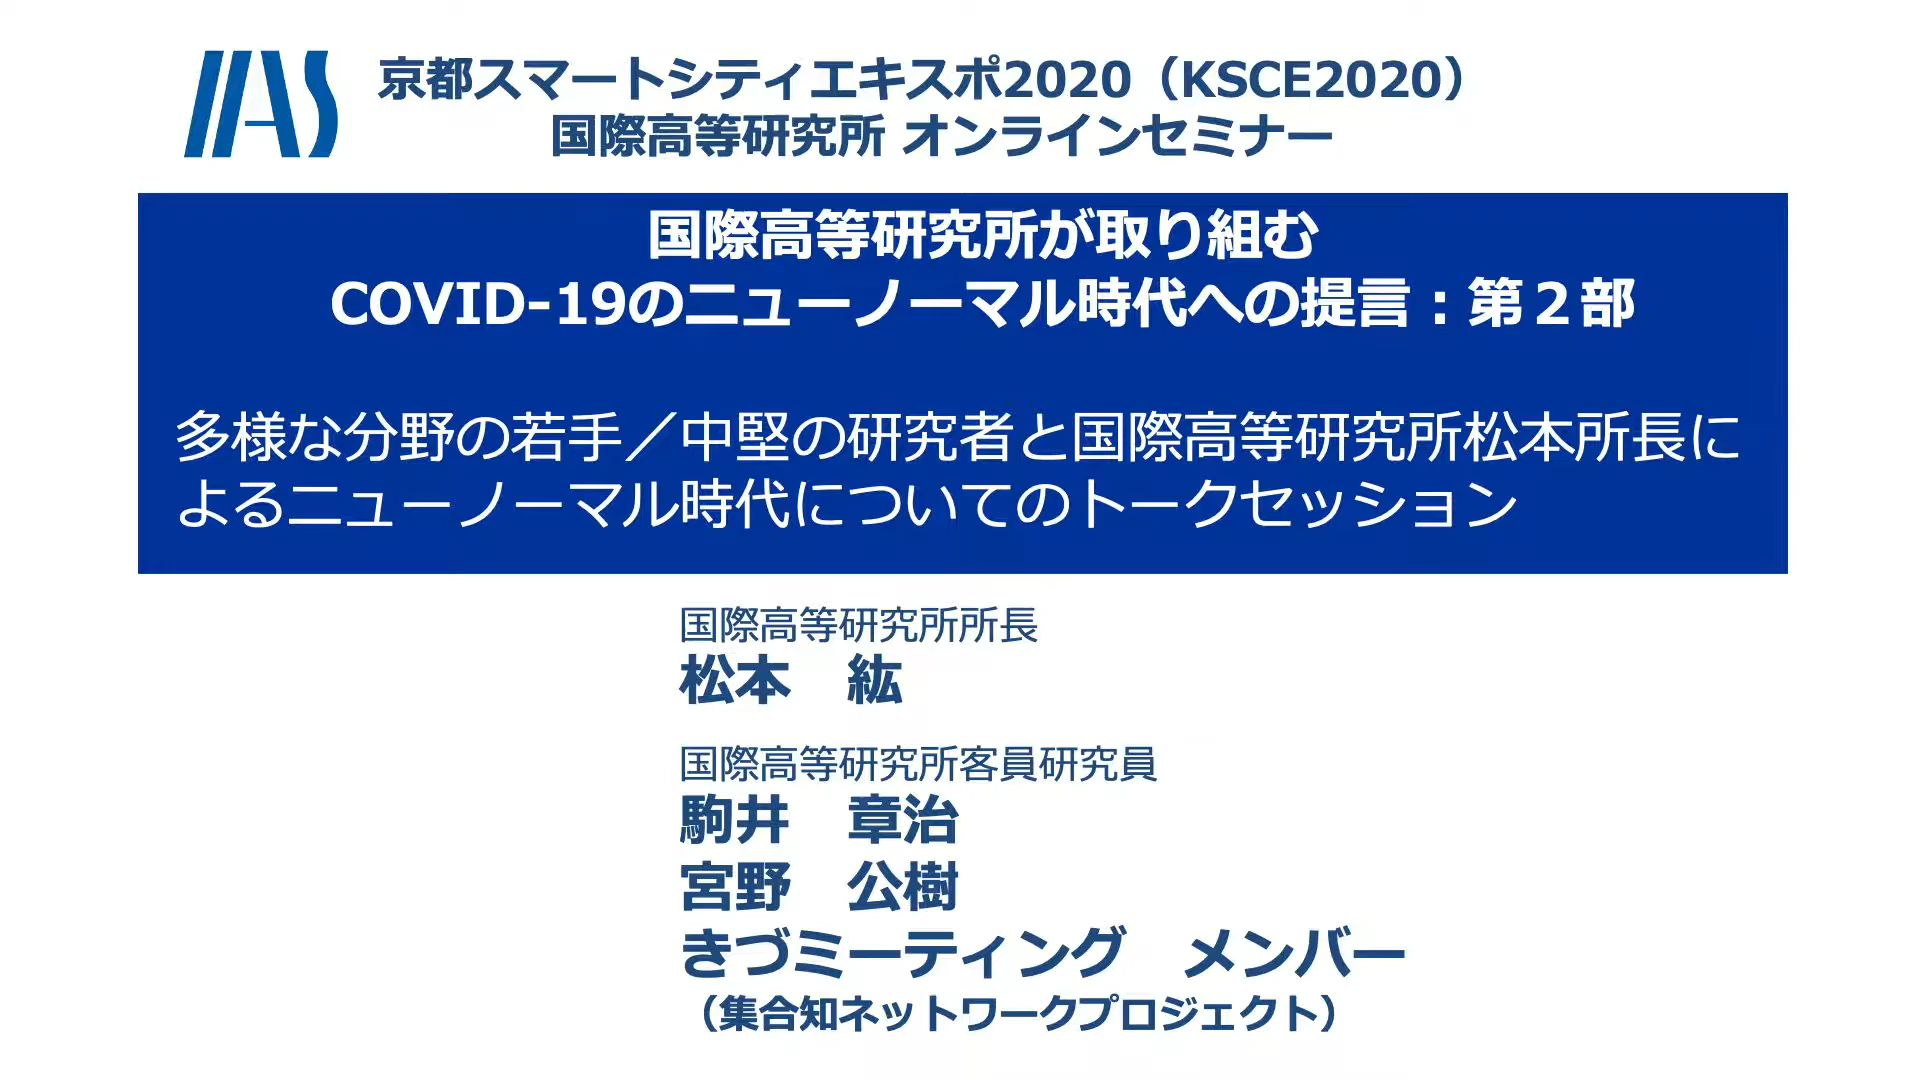 IIAS
京都スマートシティエキスポ2020（KSCE2020）
国際高等研究所 オンラインセミナー
国際高等研究所が取り組む
COVID-19のニューノーマル時代への提言：第２部
多様な分野の若手／中堅の研究者と国際高等研究所松本所長に
よるニューノーマル時代についてのトークセッション
国際高等研究所所長
松本　紘
国際高等研究所客員研究員
駒井　章治
宮野　公樹
きづミーティング　メンバー
（集合知ネットワークプロジェクト）